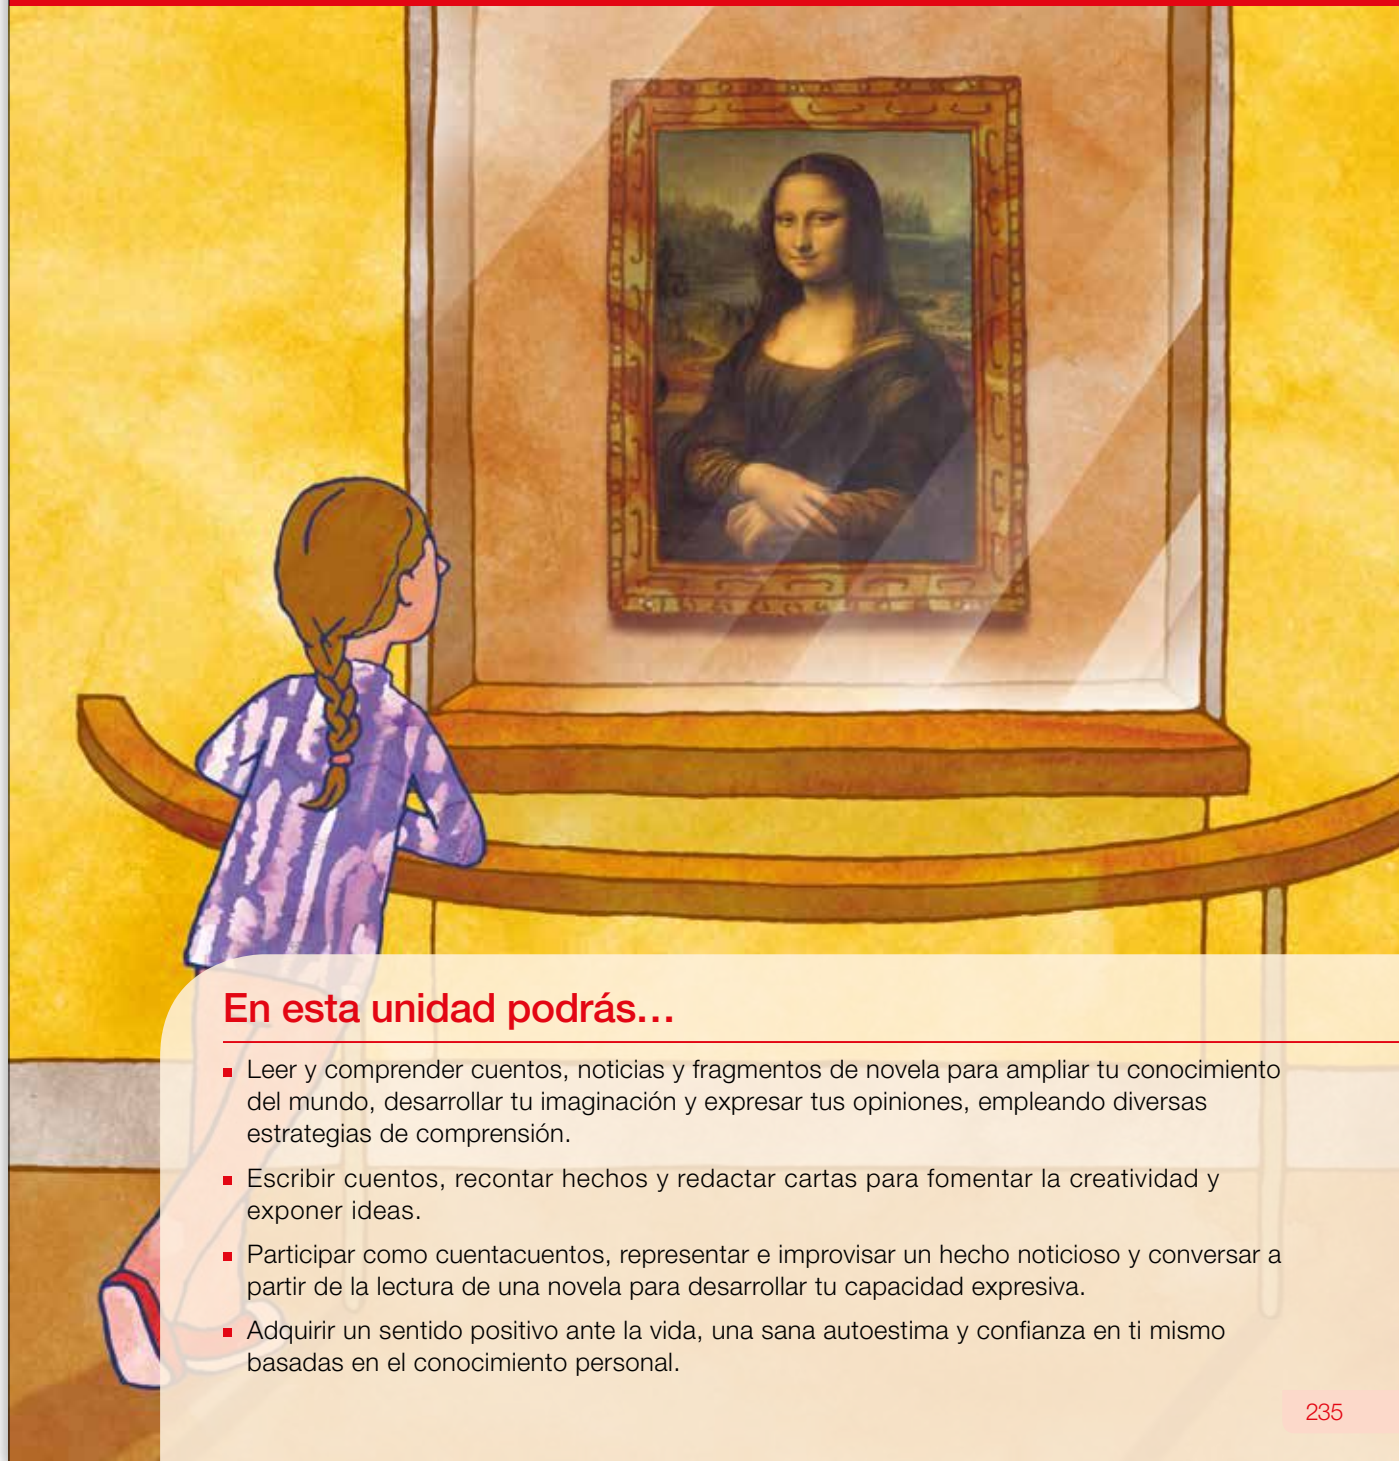 En esta unidad podrás...
▪ Leer y comprender cuentos, noticias y fragmentos de novela para ampliar tu conocimiento
del mundo, desarrollar tu imaginación y expresar tus opiniones, empleando diversas
estrategias de comprensión.
▪ Escribir cuentos, recontar hechos y redactar cartas para fomentar la creatividad y
exponer ideas.
▪ Participar como cuentacuentos, representar e improvisar un hecho noticioso y conversar a
partir de la lectura de una novela para desarrollar tu capacidad expresiva.
▪ Adquirir un sentido positivo ante la vida, una sana autoestima y confianza en ti mismo
basadas en el conocimiento personal.
235